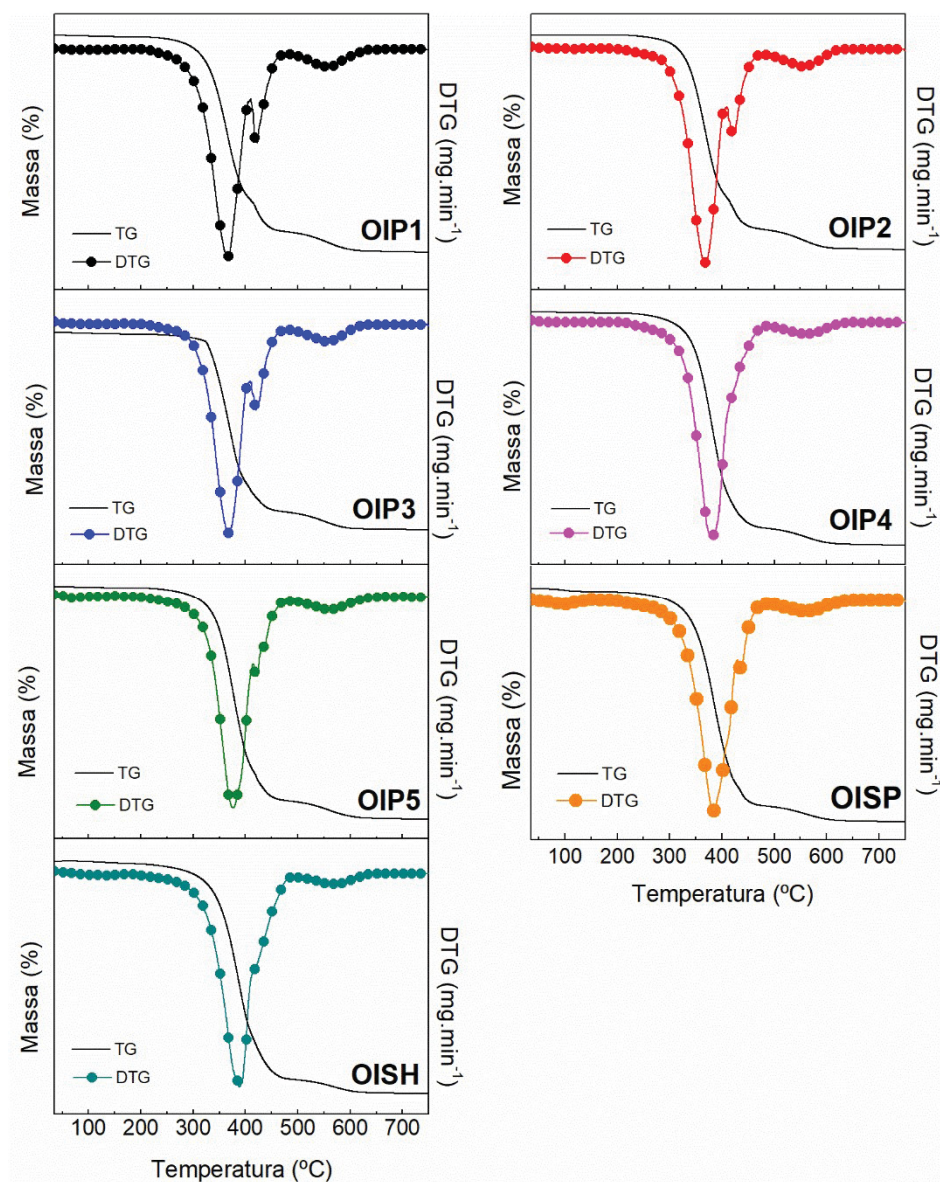 Massa (%)
TG
DTG
OIP1
DTG (mg.min⁻¹)
Massa (%)
TG
DTG
OIP2
DTG (mg.min⁻¹)
Massa (%)
TG
DTG
OIP3
DTG (mg.min⁻¹)
Massa (%)
TG
DTG
OIP4
DTG (mg.min⁻¹)
Massa (%)
TG
DTG
OIP5
DTG (mg.min⁻¹)
Massa (%)
TG
DTG
OISP
DTG (mg.min⁻¹)
100 200 300 400 500 600 700
Temperatura (ºC)
Massa (%)
TG
DTG
OISH
DTG (mg.min⁻¹)
100 200 300 400 500 600 700
Temperatura (ºC)